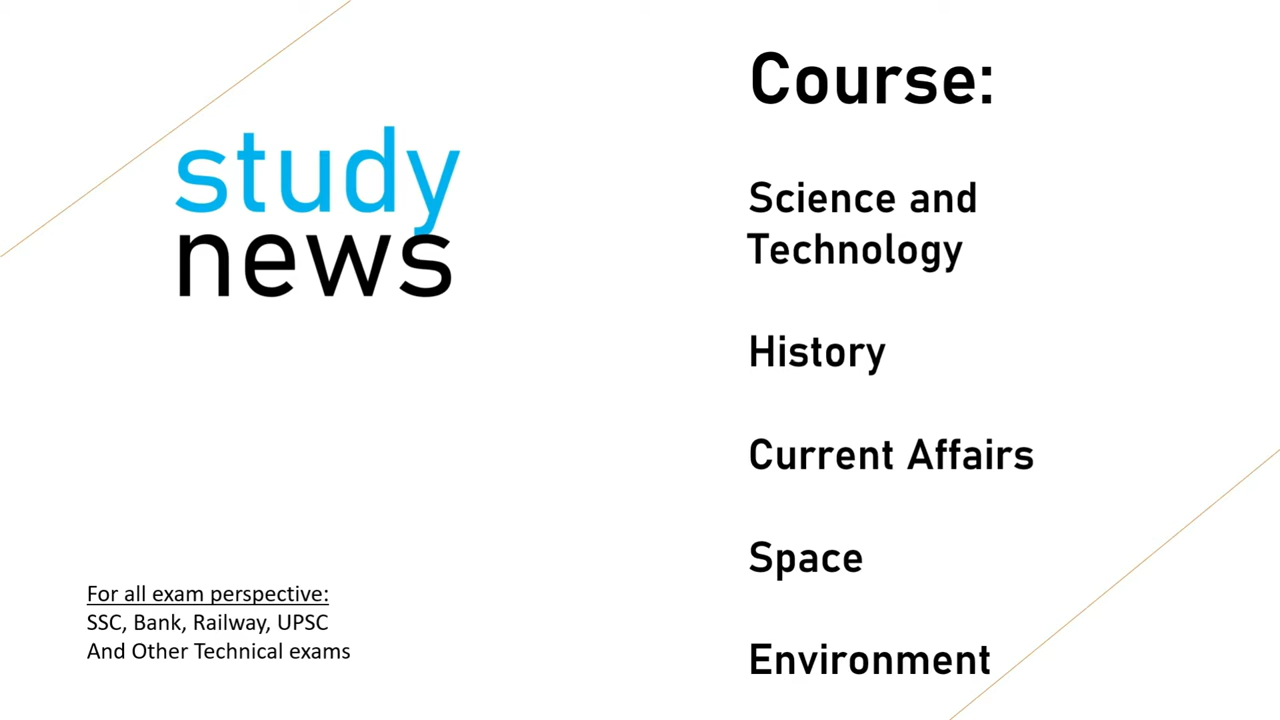 study
news
For all exam perspective:
SSC, Bank, Railway, UPSC
And Other Technical exams
Course:
Science and
Technology
History
Current Affairs
Space
Environment